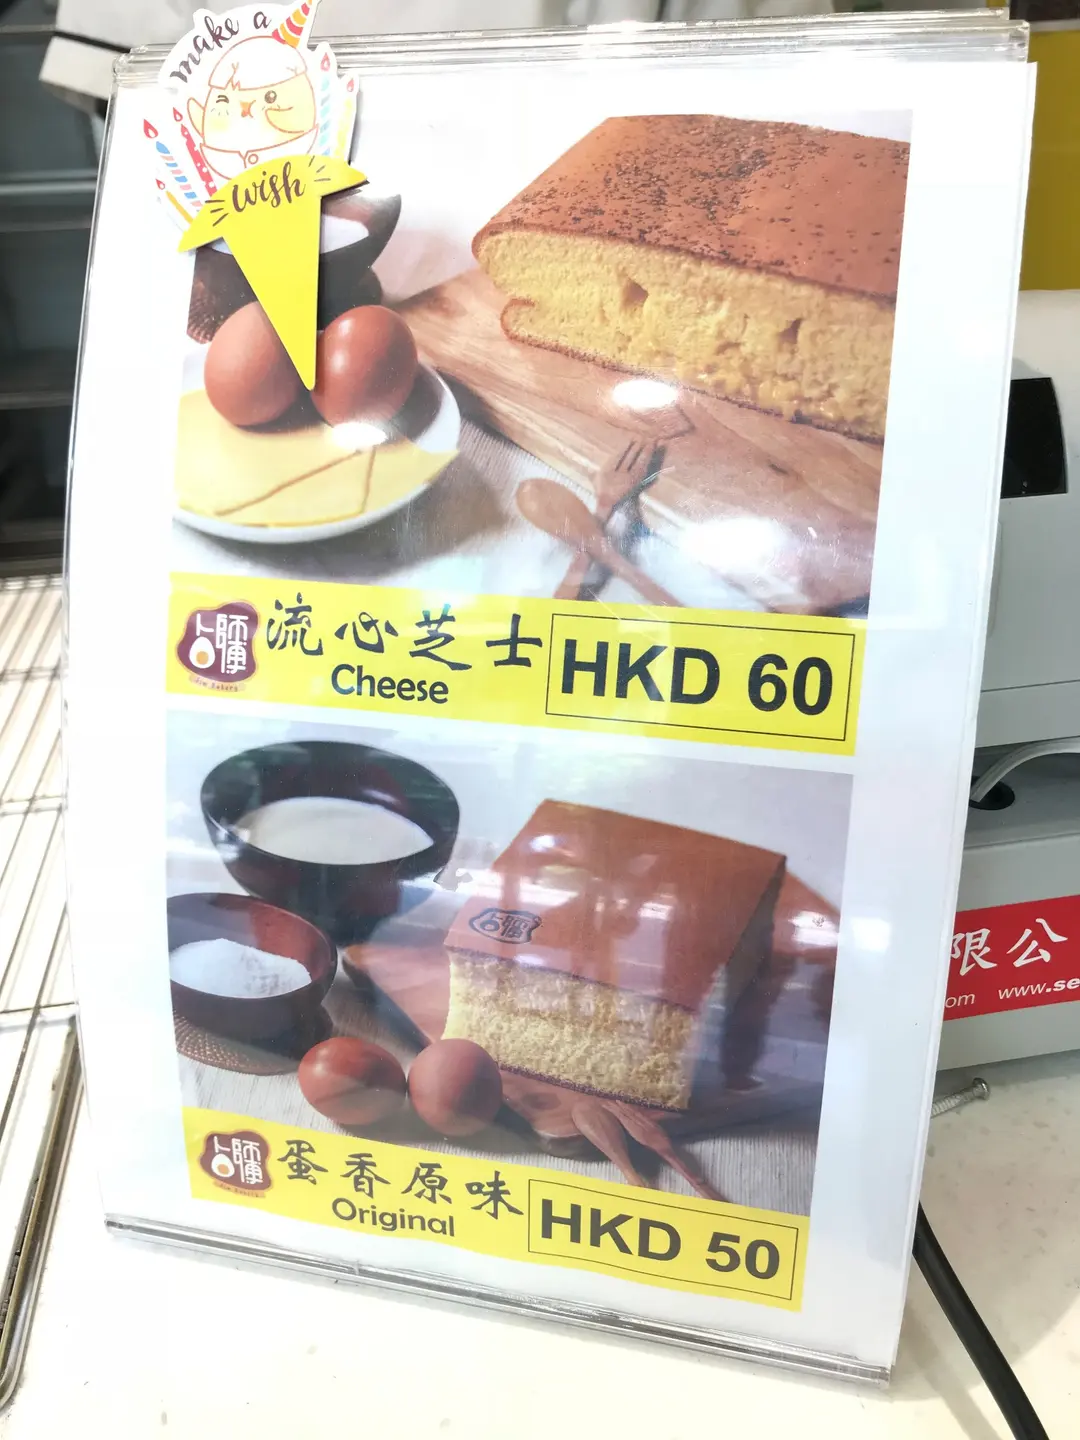 make a
wish
流心芝士
Cheese
HKD 60
蛋香原味
Original
HKD 50
限公
om www.se